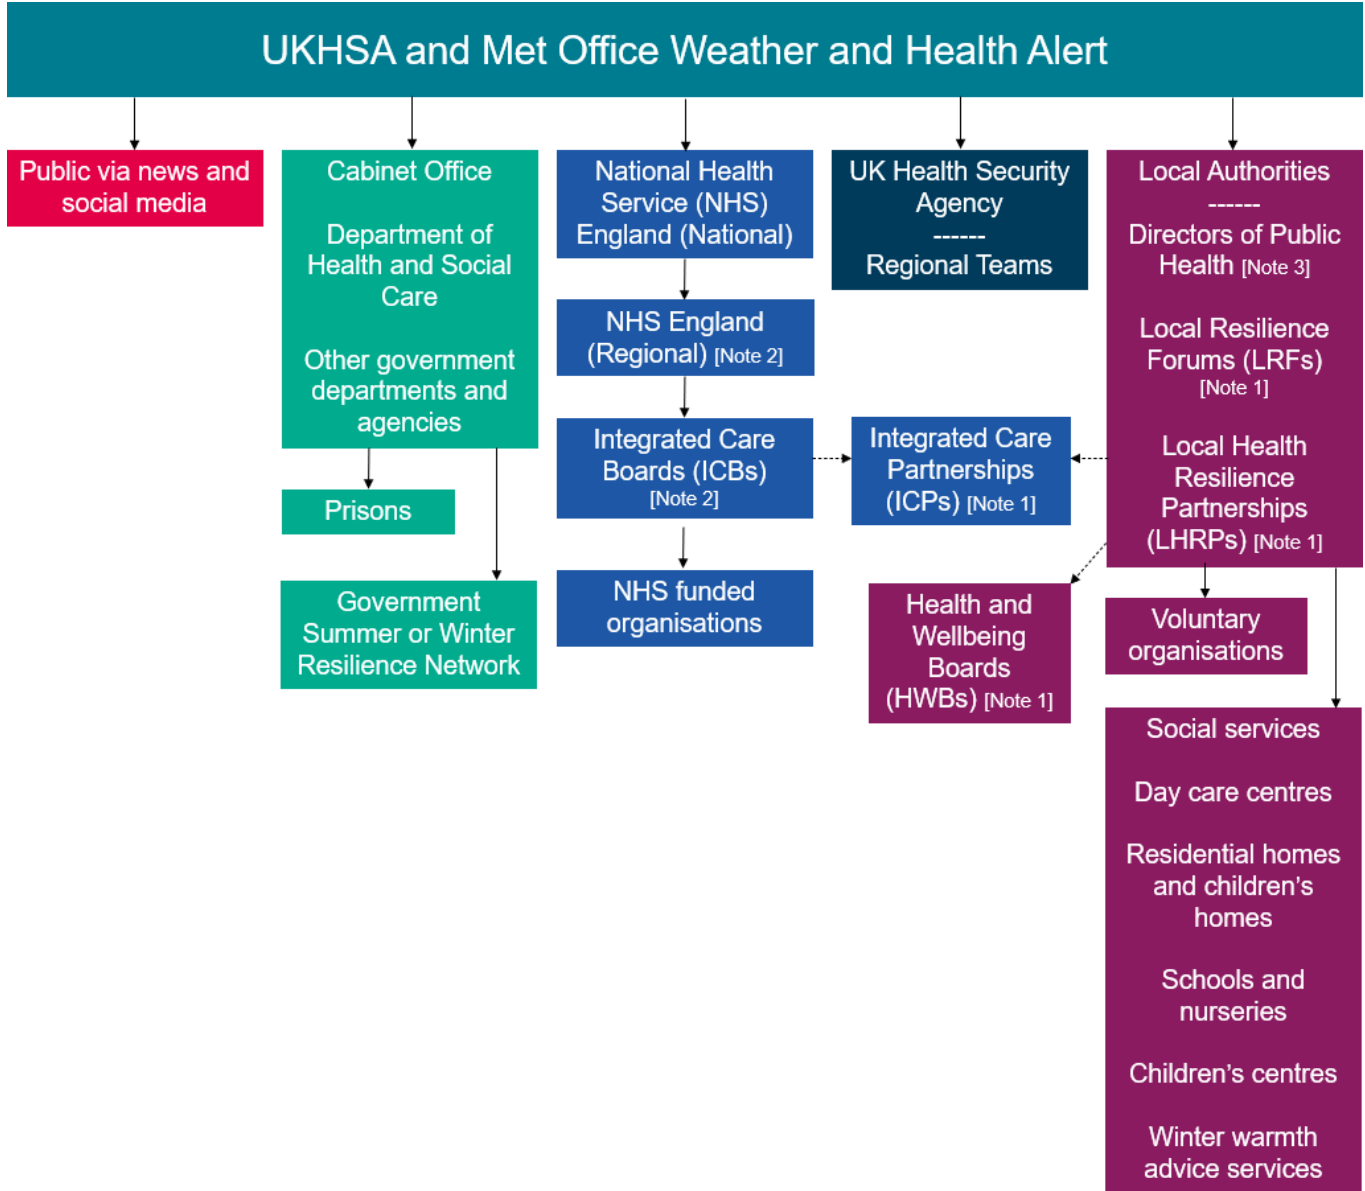 UKHSA and Met Office Weather and Health Alert
Public via news and
social media
Cabinet Office
Department of
Health and Social
Care
Other government
departments and
agencies
Prisons
Government
Summer or Winter
Resilience Network
National Health
Service (NHS)
England (National)
NHS England
(Regional) [Note 2]
Integrated Care
Boards (ICBs)
[Note 2]
NHS funded
organisations
UK Health Security
Agency
------
Regional Teams
Integrated Care
Partnerships
(ICPs) [Note 1]
Health and
Wellbeing
Boards
(HWBs) [Note 1]
Local Authorities
------
Directors of Public
Health [Note 3]
Local Resilience
Forums (LRFs)
[Note 1]
Local Health
Resilience
Partnerships
(LHRPs) [Note 1]
Voluntary
organisations
Social services
Day care centres
Residential homes
and children’s
homes
Schools and
nurseries
Children’s centres
Winter warmth
advice services